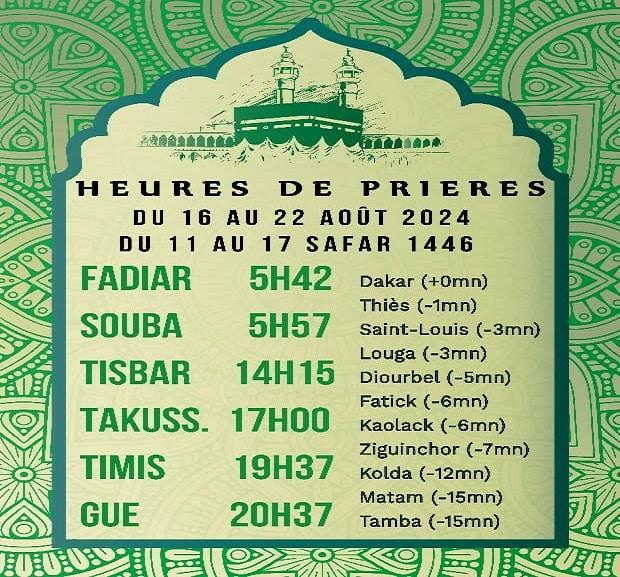 HEURES DE PRIERES
DU 16 AU 22 AOÛT 2024
DU 11 AU 17 SAFAR 1446
FADIAR 5H42
SOUBA 5H57
TISBAR 14H15
TAKUSS. 17H00
TIMIS 19H37
GUE 20H37
Dakar (+0mn)
Thiès (-1mn)
Saint-Louis (-3mn)
Louga (-3mn)
Diourbel (-5mn)
Fatick (-6mn)
Kaolack (-6mn)
Ziguinchor (-7mn)
Kolda (-12mn)
Matam (-15mn)
Tamba (-15mn)